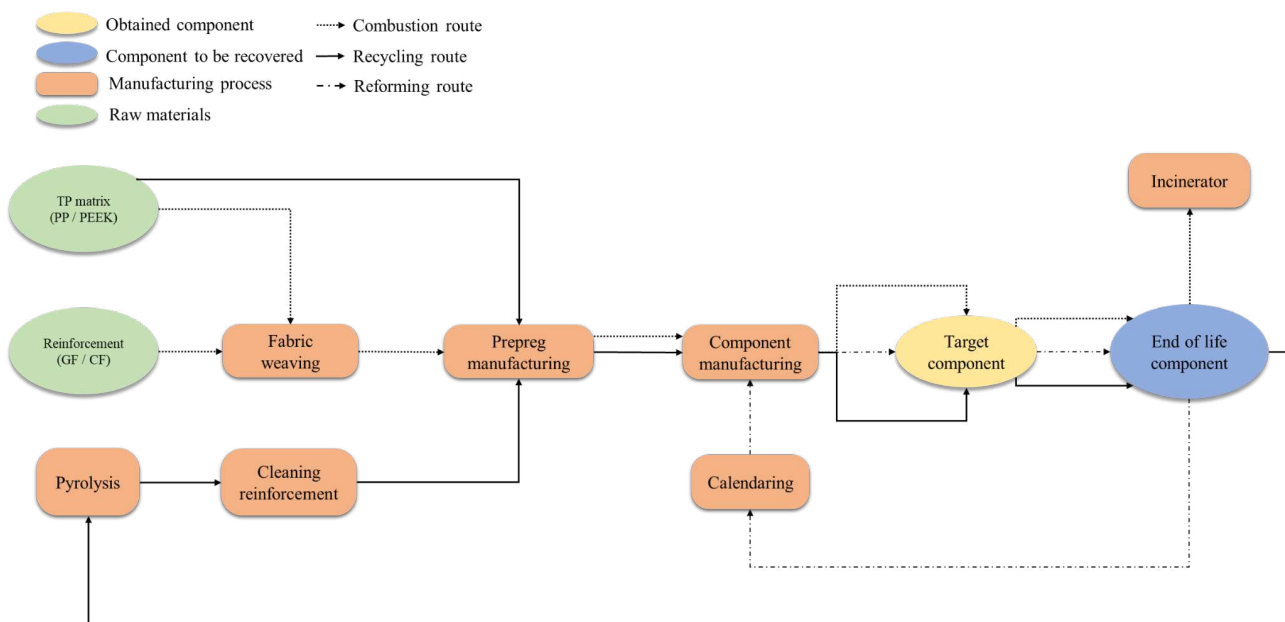 Obtained component
Component to be recovered
Manufacturing process
Raw materials
Combustion route
Recycling route
Reforming route
TP matrix
(PP / PEEK)
Incinerator
Reinforcement
(GF / CF)
Fabric
weaving
Prepreg
manufacturing
Component
manufacturing
Target
component
End of life
component
Pyrolysis
Cleaning
reinforcement
Calendaring